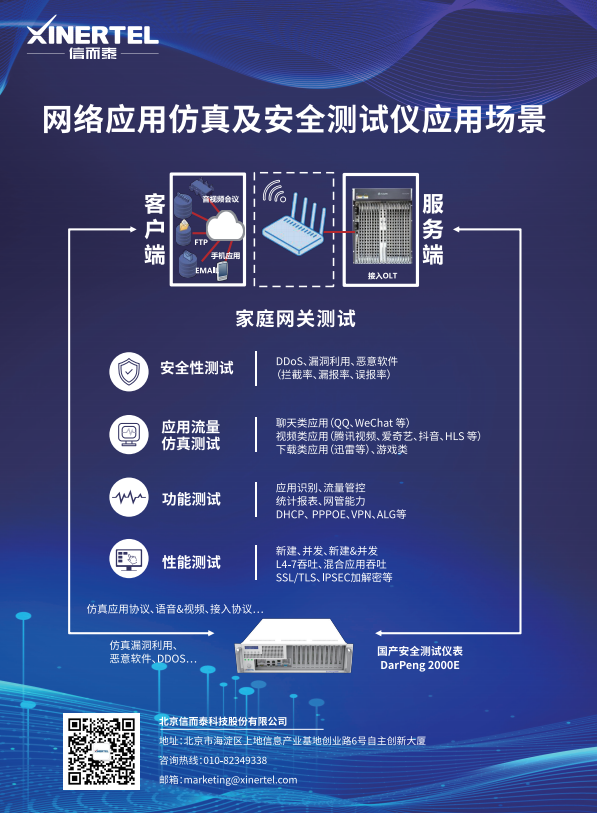 XINERTEL
信而泰
网络应用仿真及安全测试仪应用场景
客户端
音视频会议
FTP
手机应用
EMAIL
接入OLT
服务端
家庭网关测试
安全性测试
DDoS、漏洞利用、恶意软件
（拦截率、漏报率、误报率）
应用流量
仿真测试
聊天类应用（QQ、WeChat 等）
视频类应用（腾讯视频、爱奇艺、抖音、HLS 等）
下载类应用（迅雷等）、游戏类
功能测试
应用识别、流量管控
统计报表、网管能力
DHCP、PPPOE、VPN、ALG等
性能测试
新建、并发、新建&并发
L4-7吞吐、混合应用吞吐
SSL/TLS、IPSEC加解密等
仿真应用协议、语音&视频、接入协议…
仿真漏洞利用、
恶意软件、DDOS…
国产安全测试仪表
DarPeng 2000E
XINERTEL
北京信而泰科技股份有限公司
地址：北京市海淀区上地信息产业基地创业路6号自主创新大厦
咨询热线：010-82349338
邮箱：marketing@xinertel.com